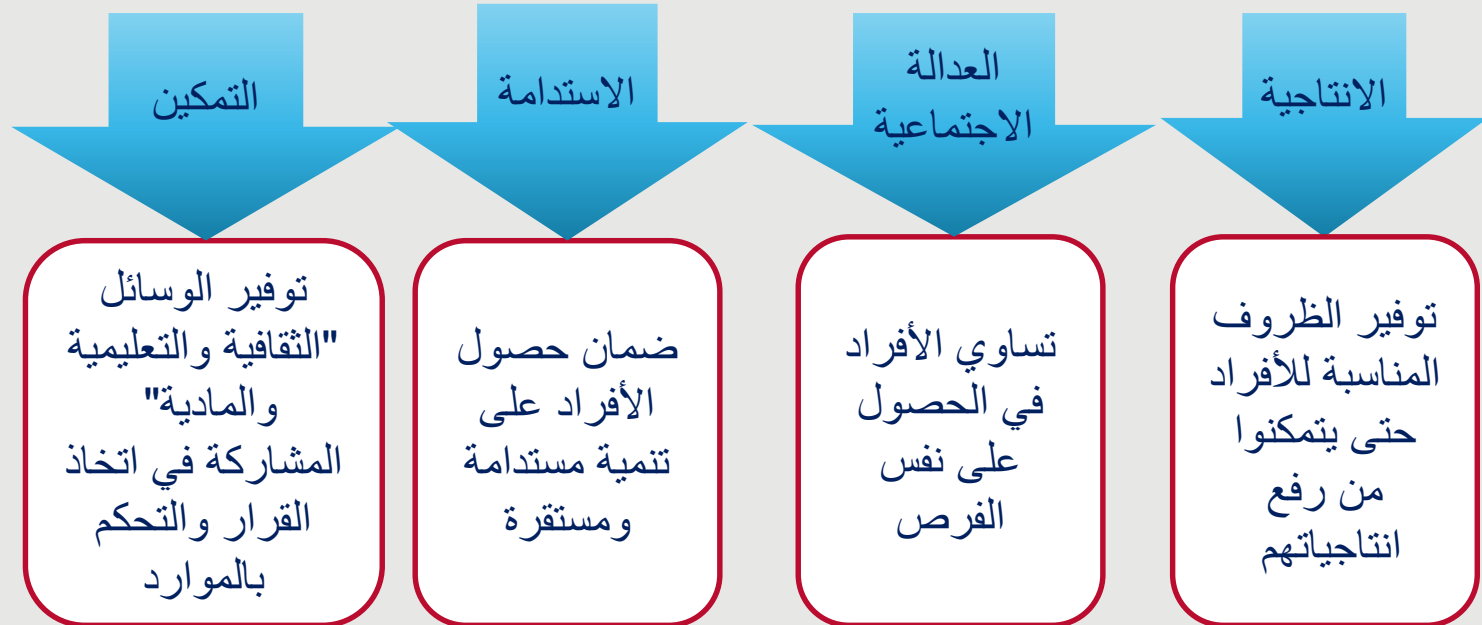 الانتاجية
توفير الظروف
المناسبة للأفراد
حتى يتمكنوا
من رفع
انتاجياتهم
العدالة
الاجتماعية
تساوي الأفراد
في الحصول
على نفس
الفرص
الاستدامة
ضمان حصول
الأفراد على
تنمية مستدامة
ومستقرة
التمكين
توفير الوسائل
"الثقافية والتعليمية
والمادية"
المشاركة في اتخاذ
القرار والتحكم
بالموارد